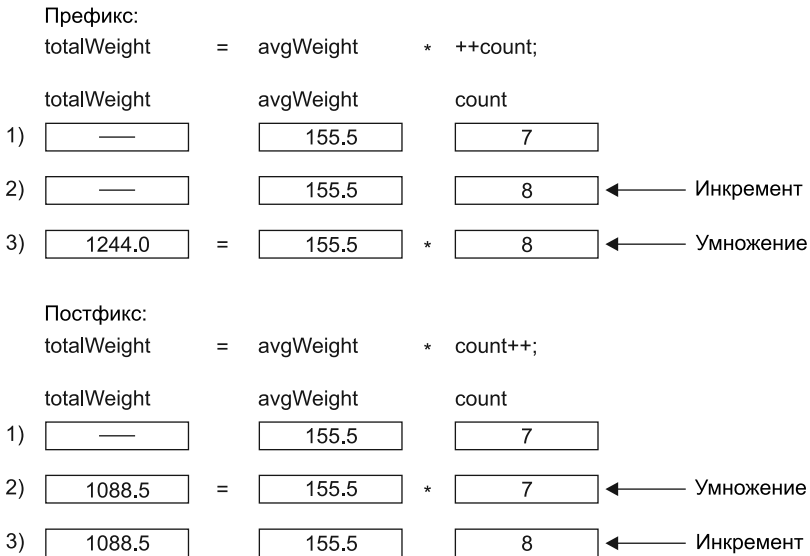 Префикс:
totalWeight = avgWeight * ++count;
totalWeight avgWeight count
1) — 155.5 7
2) — 155.5 8 Инкремент
3) 1244.0 = 155.5 * 8 Умножение
Постфикс:
totalWeight = avgWeight * count++;
totalWeight avgWeight count
1) — 155.5 7
2) 1088.5 = 155.5 * 7 Умножение
3) 1088.5 155.5 8 Инкремент